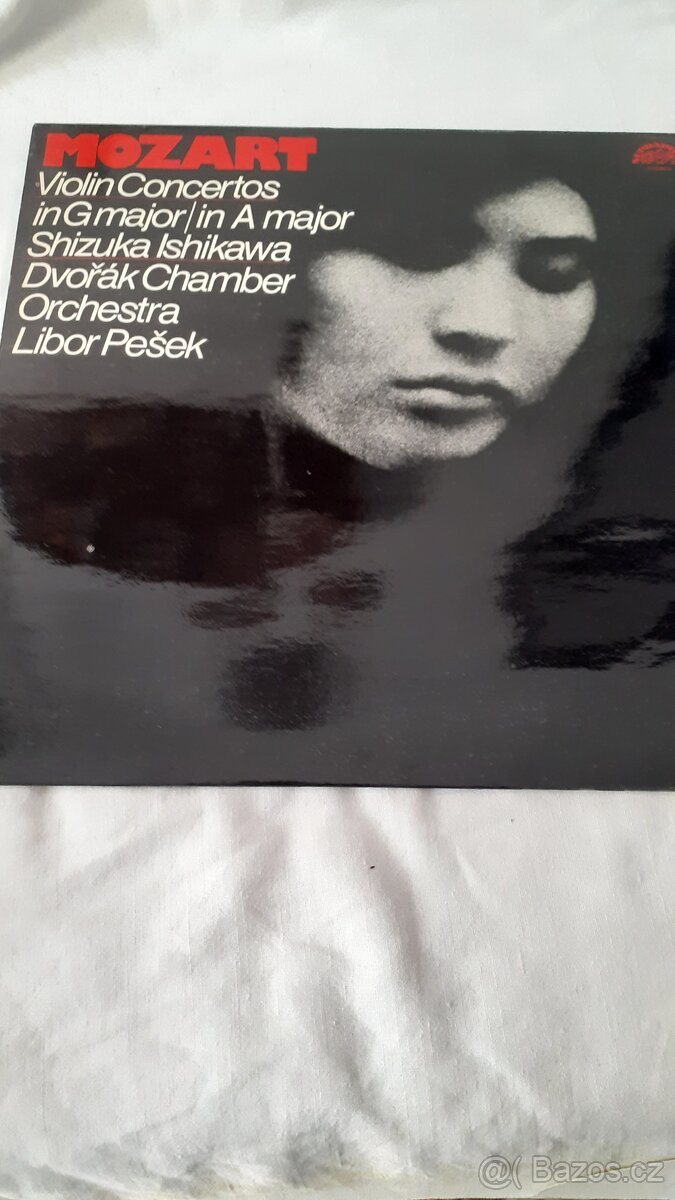 MOZART
Violin Concertos
in G major/in A major
Shizuka Ishikawa
Dvořák Chamber
Orchestra
Libor Pešek
@( Bazos.cz